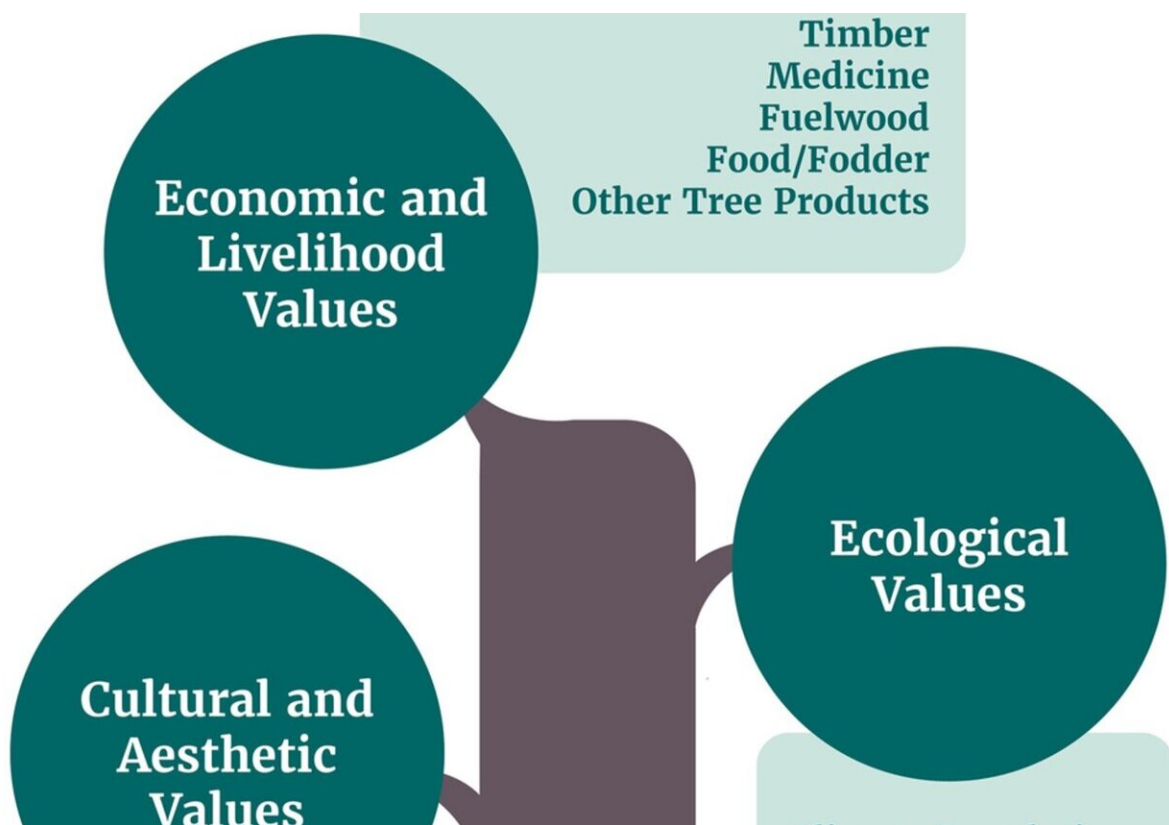 Timber
Medicine
Fuelwood
Food/Fodder
Other Tree Products
Economic and
Livelihood
Values
Ecological
Values
Cultural and
Aesthetic
Values